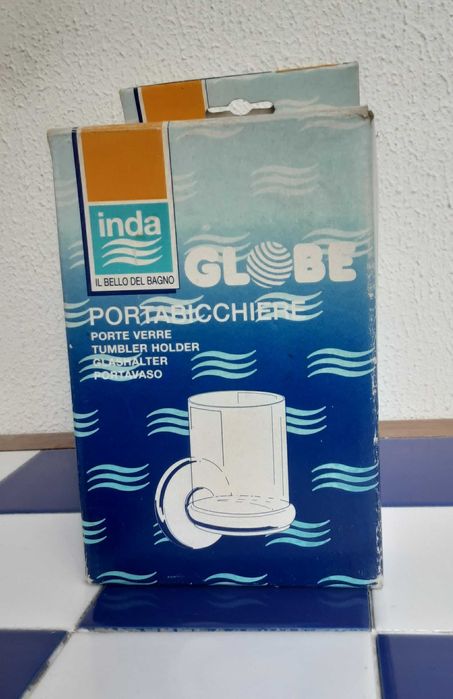 inda
IL BELLO DEL BAGNO
GLOBE
PORTABICCHIERE
PORTE VERRE
TUMBLER HOLDER
GLASHALTER
PORTAVASO